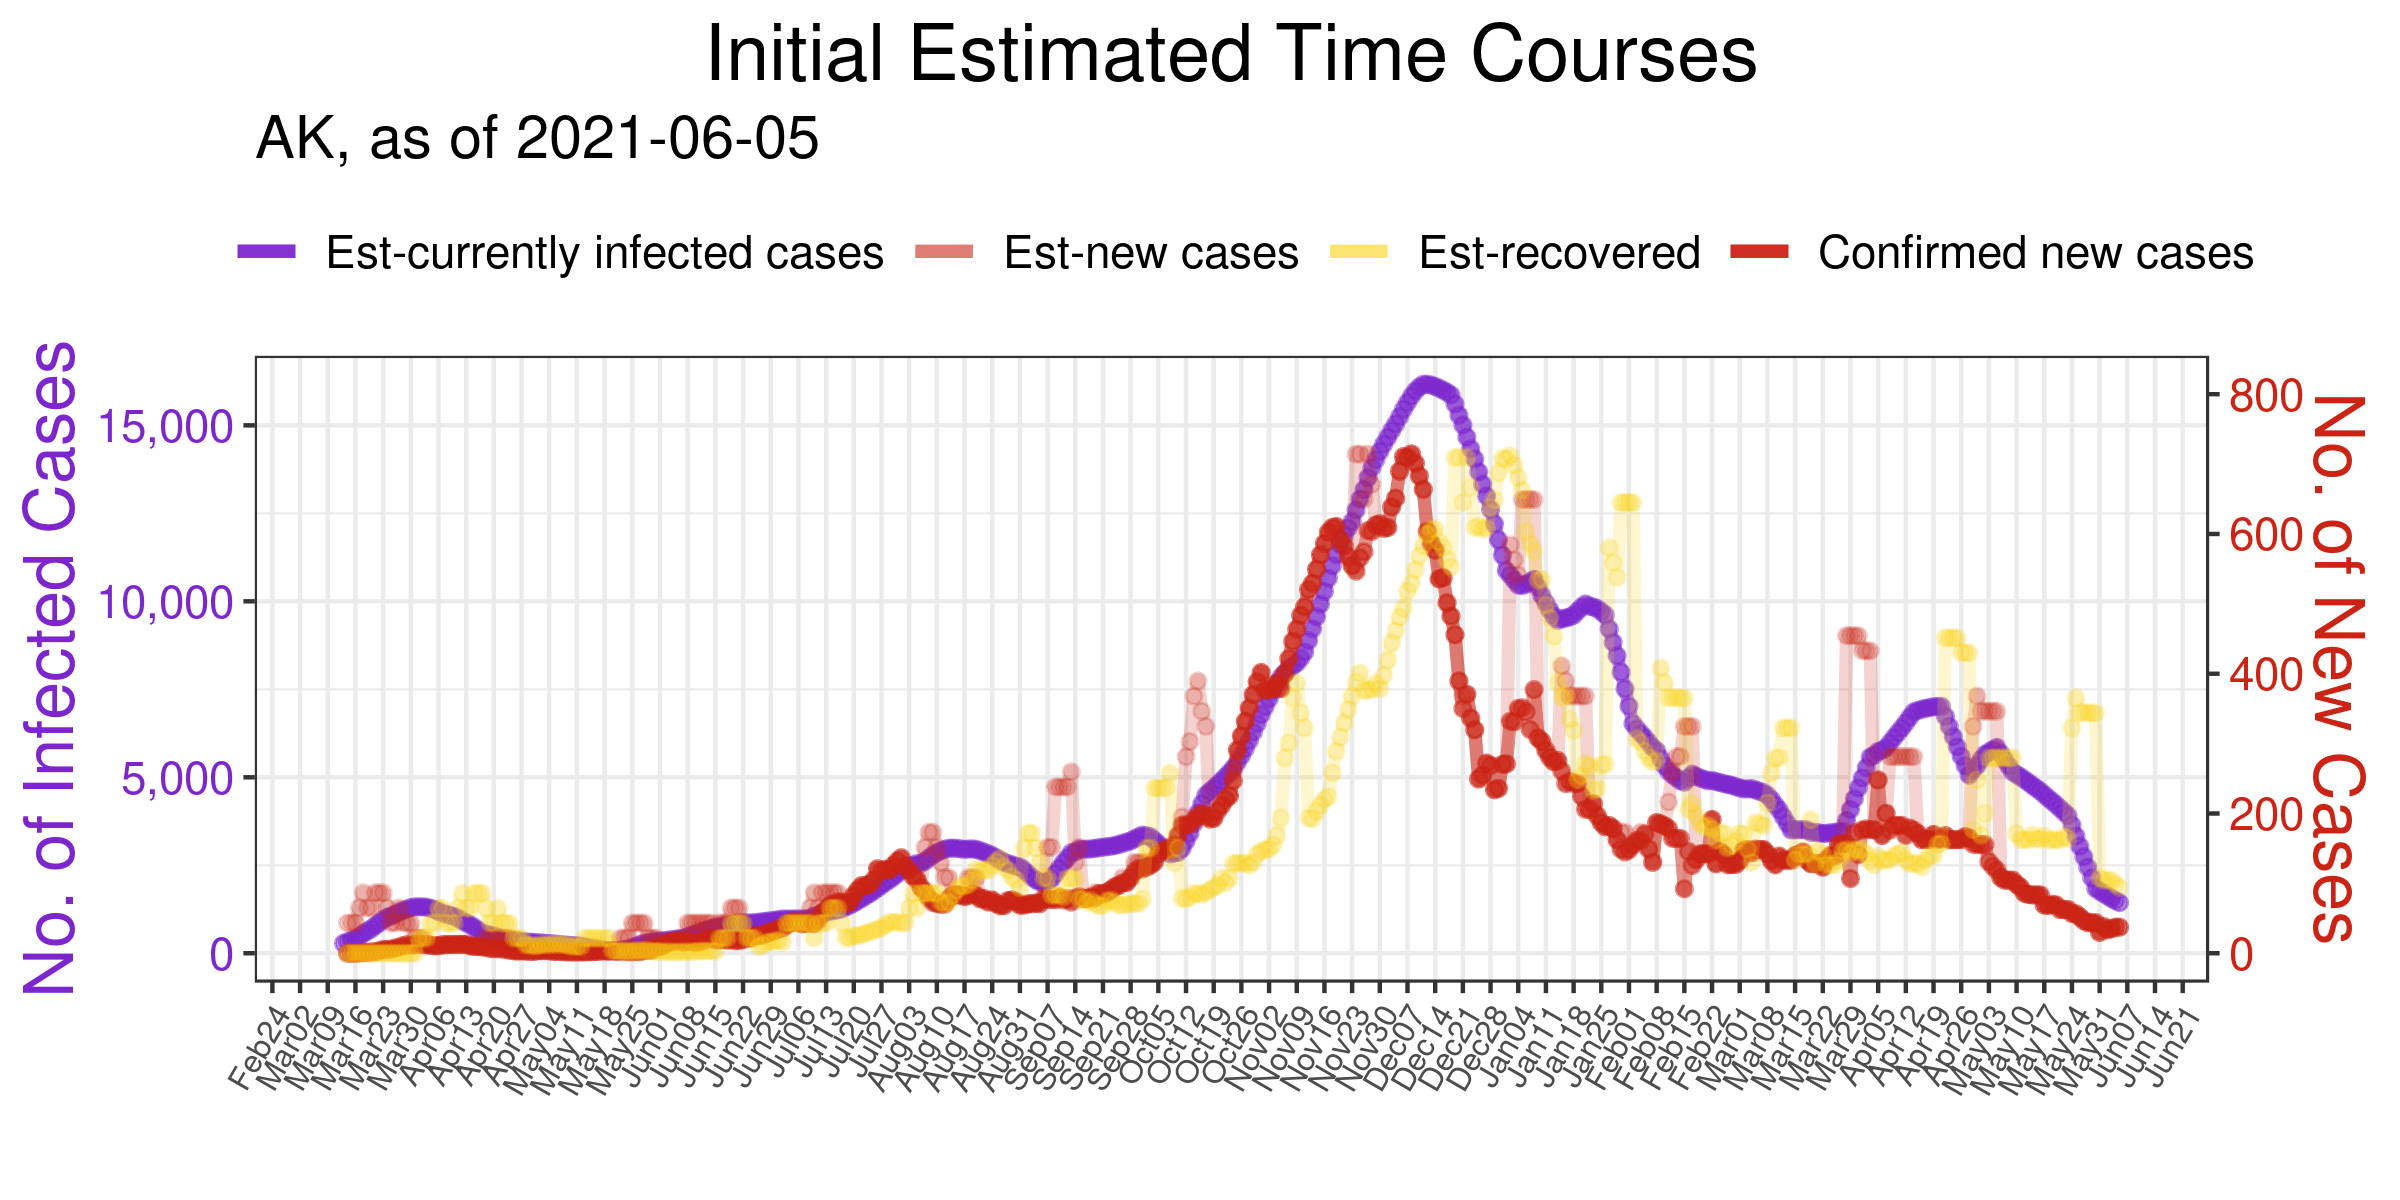 Initial Estimated Time Courses
AK, as of 2021-06-05
Est-currently infected cases Est-new cases Est-recovered Confirmed new cases
No. of Infected Cases
15,000
10,000
5,000
0
800
600
400
200
0
No. of New Cases
Feb24 Mar02 Mar09 Mar16 Mar23 Mar30 Apr06 Apr13 Apr20 Apr27 May04 May11 May18 May25 Jun01 Jun08 Jun15 Jun22 Jun29 Jul06 Jul13 Jul20 Jul27 Aug03 Aug10 Aug17 Aug24 Aug31 Sep07 Sep14 Sep21 Sep28 Oct05 Oct12 Oct19 Oct26 Nov02 Nov09 Nov16 Nov23 Nov30 Dec07 Dec14 Dec21 Dec28 Jan04 Jan11 Jan18 Jan25 Feb01 Feb08 Feb15 Feb22 Mar01 Mar08 Mar15 Mar22 Mar29 Apr05 Apr12 Apr19 Apr26 May03 May10 May17 May24 May31 Jun07 Jun14 Jun21